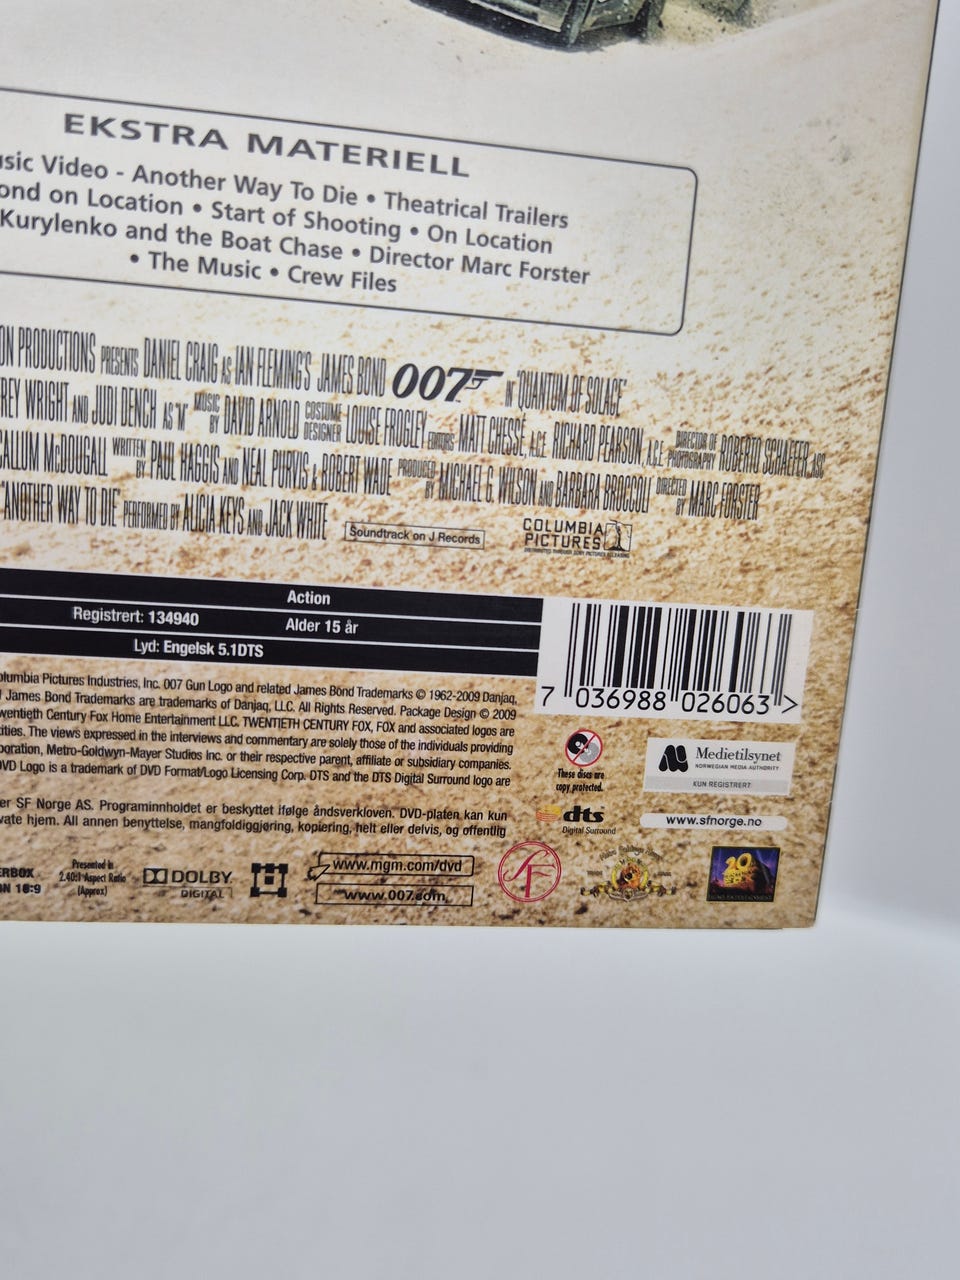 EKSTRA MATERIELL
usic Video - Another Way To Die • Theatrical Trailers
ond on Location • Start of Shooting • On Location
Kurylenko and the Boat Chase • Director Marc Forster
• The Music • Crew Files
ON PRODUCTIONS PRESENTS DANIEL CRAIG AS IAN FLEMING'S JAMES BOND 007 IN "QUANTUM OF SOLACE"
REY WRIGHT AND JUDI DENCH AS "M" MUSIC BY DAVID ARNOLD COSTUME DESIGNER LOUISE FROGLEY EDITORS MATT CHESSÉ, A.C.E. RICHARD PEARSON, A.C.E. DIRECTOR OF PHOTOGRAPHY ROBERTO SCHAEFER, ASC
CALLUM McDOUGALL WRITTEN BY PAUL HAGGIS AND NEAL PURVIS & ROBERT WADE PRODUCED BY MICHAEL G. WILSON AND BARBARA BROCCOLI DIRECTED BY MARC FORSTER
"ANOTHER WAY TO DIE" PERFORMED BY ALICIA KEYS AND JACK WHITE Soundtrack on J Records COLUMBIA PICTURES
Action
Registrert: 134940 Alder 15 år
Lyd: Engelsk 5.1DTS
7 036988 026063 >
olumbia Pictures Industries, Inc. 007 Gun Logo and related James Bond Trademarks © 1962-2009 Danjaq,
James Bond Trademarks are trademarks of Danjaq, LLC. All Rights Reserved. Package Design © 2009
wentieth Century Fox Home Entertainment LLC. TWENTIETH CENTURY FOX, FOX and associated logos are
ities. The views expressed in the interviews and commentary are solely those of the individuals providing
poration, Metro-Goldwyn-Mayer Studios Inc. or their respective parent, affiliate or subsidiary companies.
VD Logo is a trademark of DVD Format/Logo Licensing Corp. DTS and the DTS Digital Surround logo are
These discs are
copy protected.
Medietilsynet
NORWEGIAN MEDIA AUTHORITY
KUN REGISTRERT
dts
Digital Surround
www.sfnorge.no
er SF Norge AS. Programinnholdet er beskyttet ifølge åndsverkloven. DVD-platen kan kun
vate hjem. All annen benyttelse, mangfoldiggjøring, kopiering, helt eller delvis, og offentlig
ERBOX
ON 16:9
Presented in
2.40:1 Aspect Ratio
(Approx)
DOLBY
DIGITAL
www.mgm.com/dvd
www.007.com
SF
20